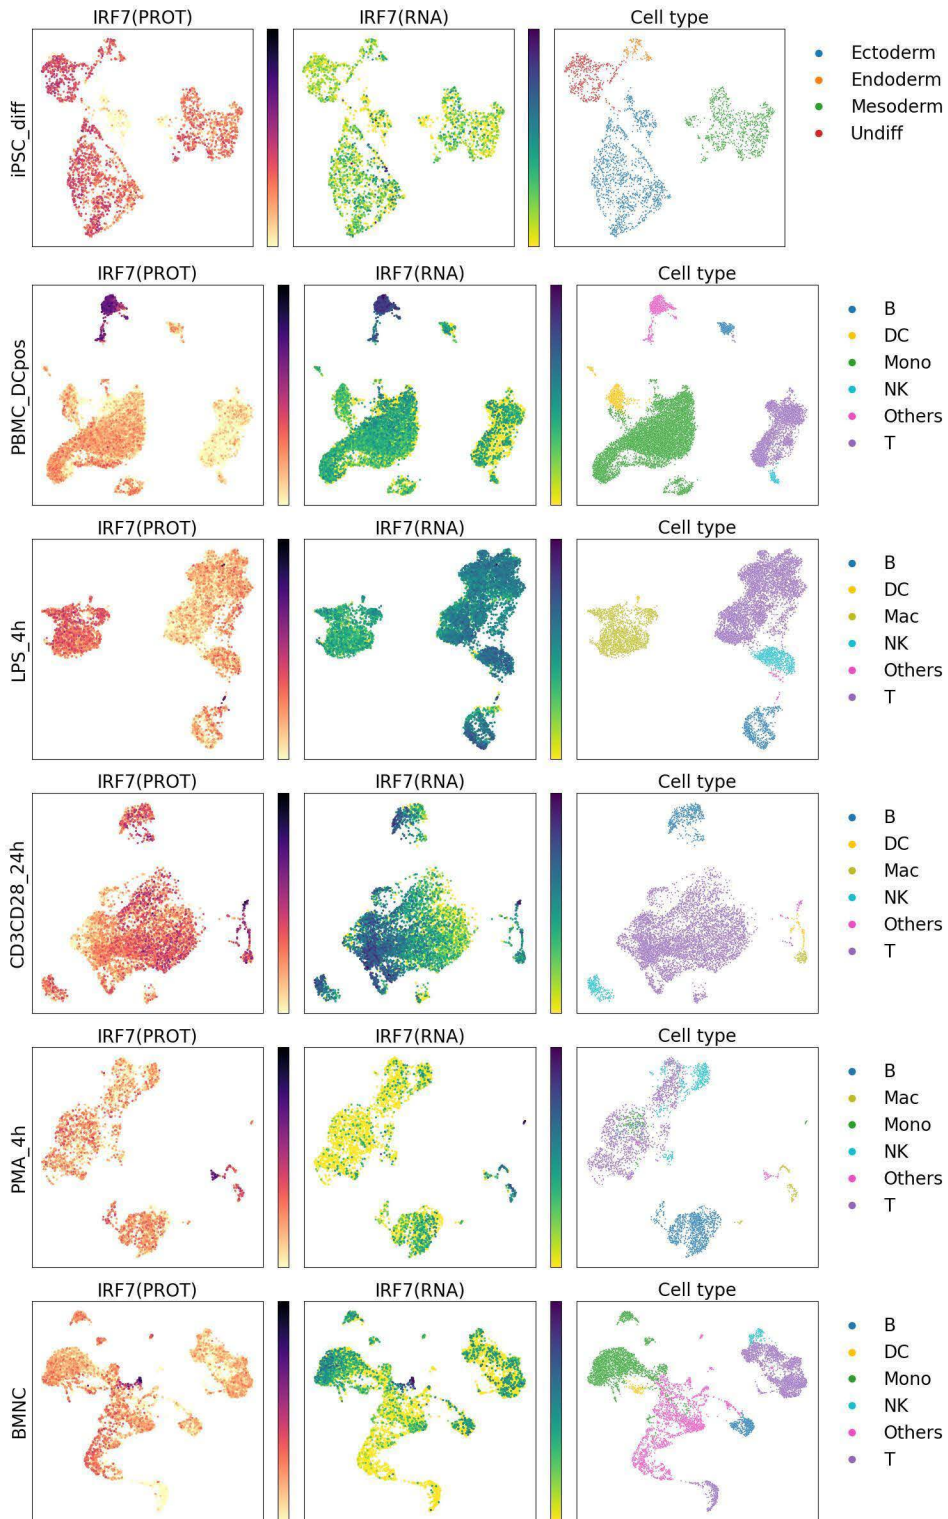 IRF7(PROT) IRF7(RNA) Cell type
iPSC_diff
Ectoderm
Endoderm
Mesoderm
Undiff
IRF7(PROT) IRF7(RNA) Cell type
PBMC_DCpos
B
DC
Mono
NK
Others
T
IRF7(PROT) IRF7(RNA) Cell type
LPS_4h
B
DC
Mac
NK
Others
T
IRF7(PROT) IRF7(RNA) Cell type
CD3CD28_24h
B
DC
Mac
NK
Others
T
IRF7(PROT) IRF7(RNA) Cell type
PMA_4h
B
Mac
Mono
NK
Others
T
IRF7(PROT) IRF7(RNA) Cell type
BMNC
B
DC
Mono
NK
Others
T